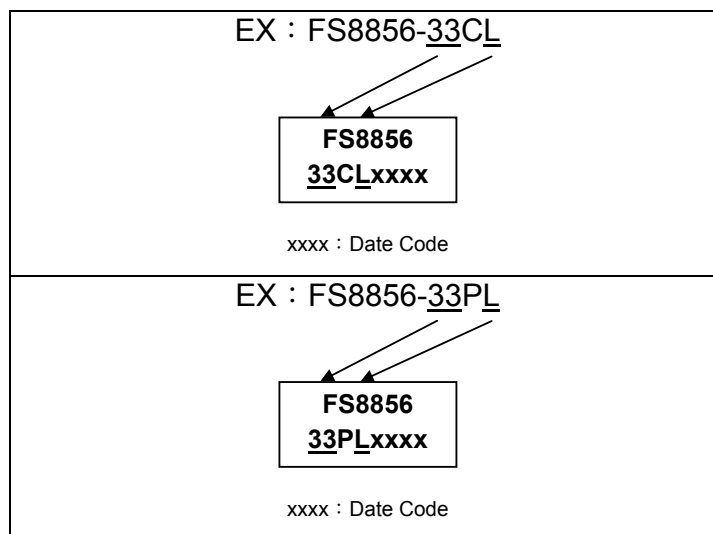 EX：FS8856-33CL
FS8856
33CLxxxx
xxxx：Date Code
EX：FS8856-33PL
FS8856
33PLxxxx
xxxx：Date Code